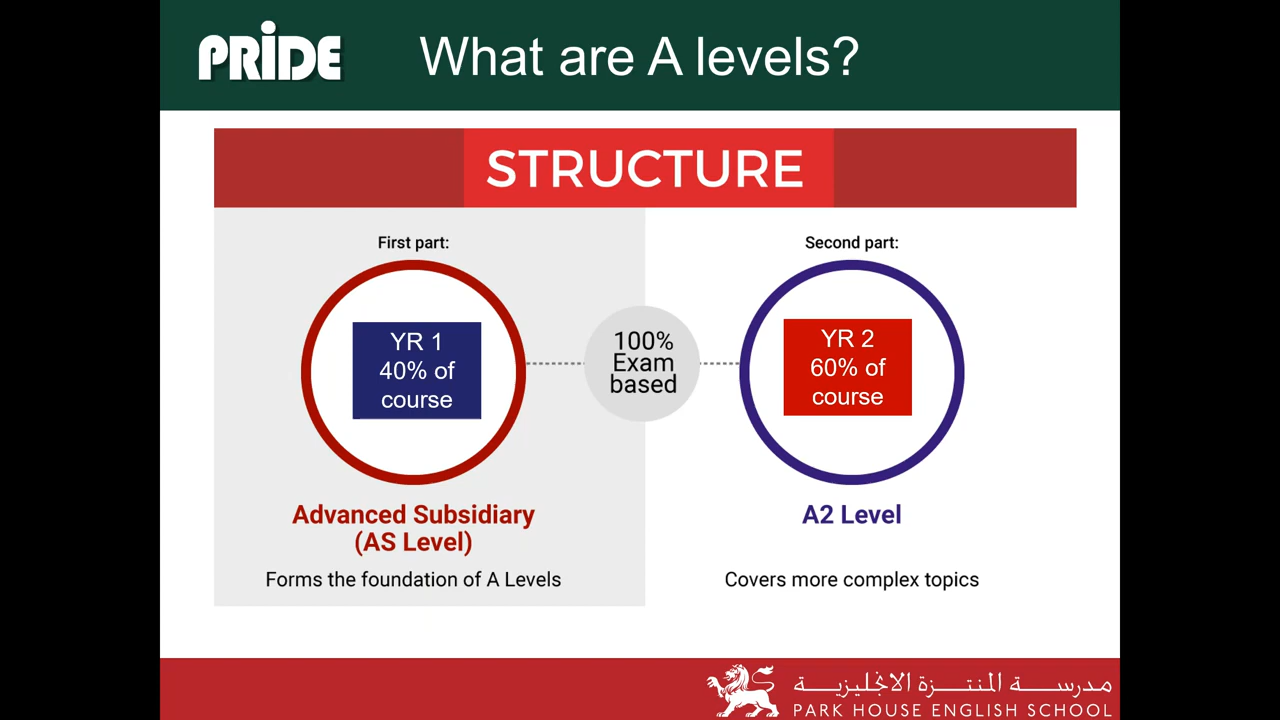 PRIDE
What are A levels?
STRUCTURE
First part:
YR 1
40% of
course
Advanced Subsidiary
(AS Level)
Forms the foundation of A Levels
100%
Exam
based
Second part:
YR 2
60% of
course
A2 Level
Covers more complex topics
مدرسة المنتزة الانجليزية
PARK HOUSE ENGLISH SCHOOL